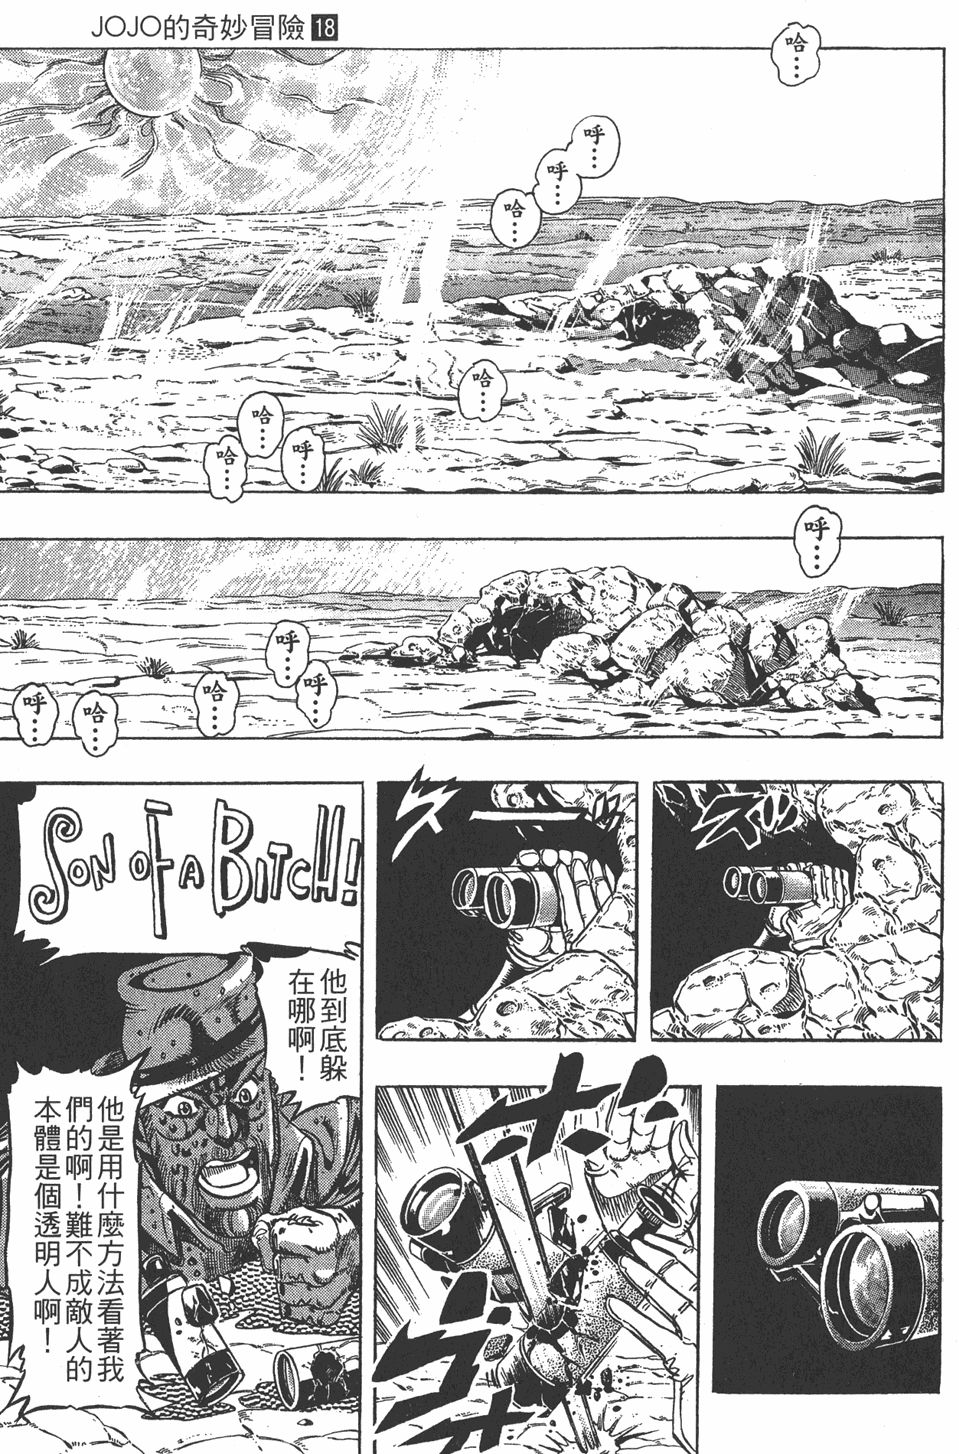 JOJO的奇妙冒險 18
哈…
呼…
呼…
哈…
哈…
哈…
呼…
哈…
呼…
呼…
呼…
哈…
哈…
呼…
SON OF A BITCH!
他到底躲
在哪啊！
他是用什麼方法看著我
們的啊！難不成敵人的
本體是個透明人啊！